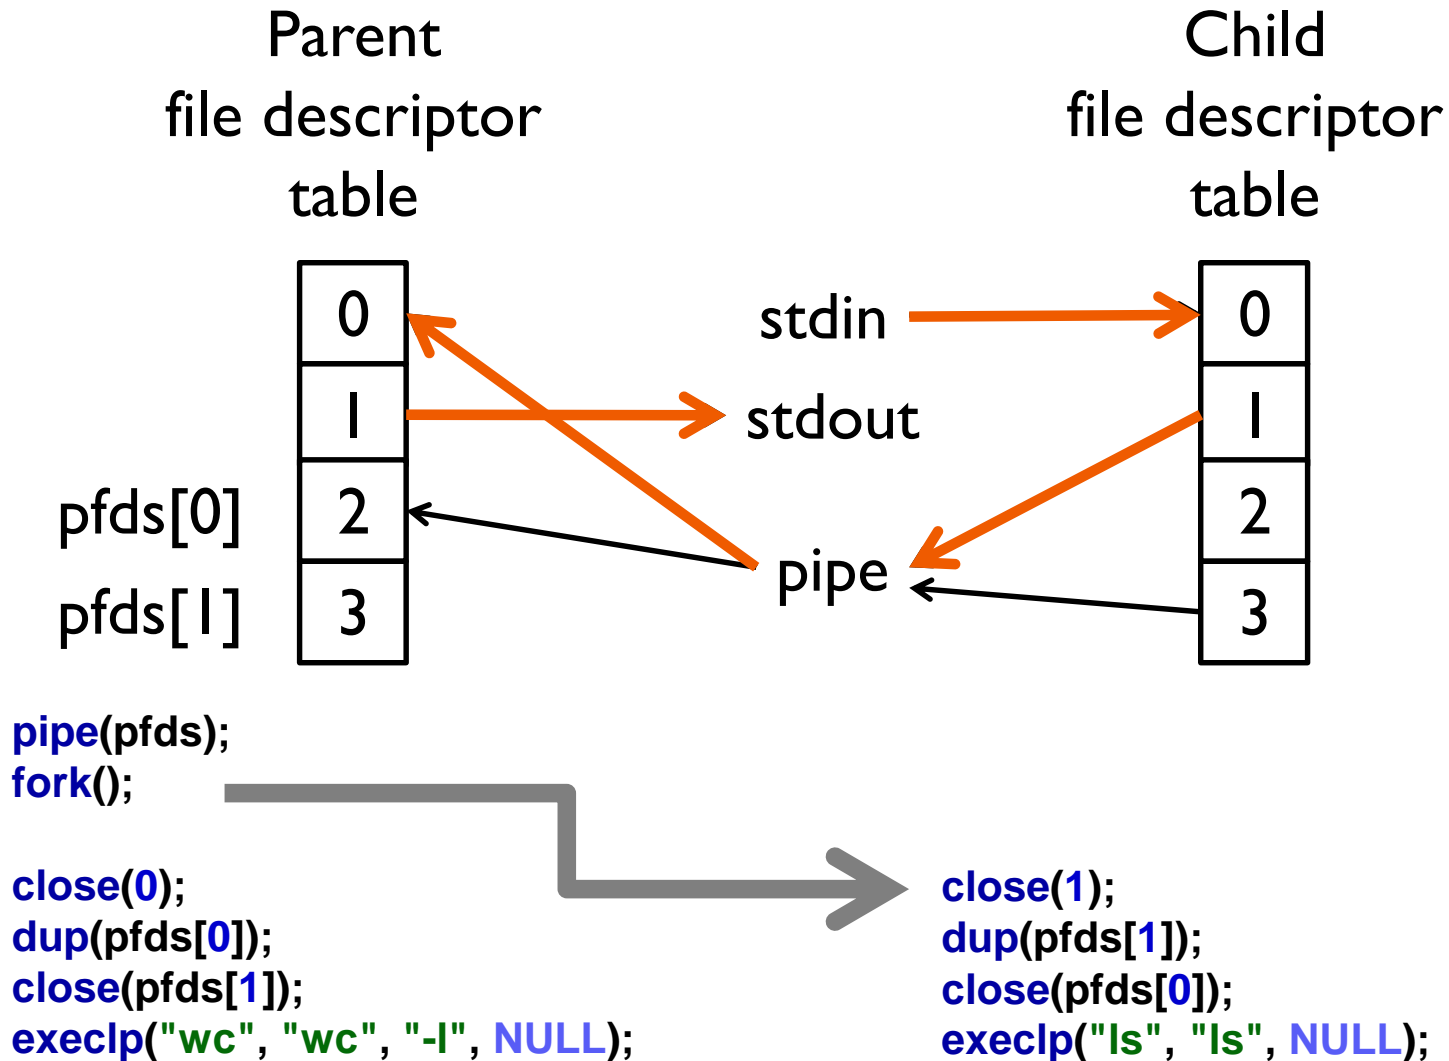 Parent
file descriptor
table
Child
file descriptor
table
0
1
2
3
pfds[0]
pfds[1]
stdin
stdout
pipe
0
1
2
3
pipe(pfds);
fork();
close(0);
dup(pfds[0]);
close(pfds[1]);
execlp("wc", "wc", "-l", NULL);
close(1);
dup(pfds[1]);
close(pfds[0]);
execlp("ls", "ls", NULL);